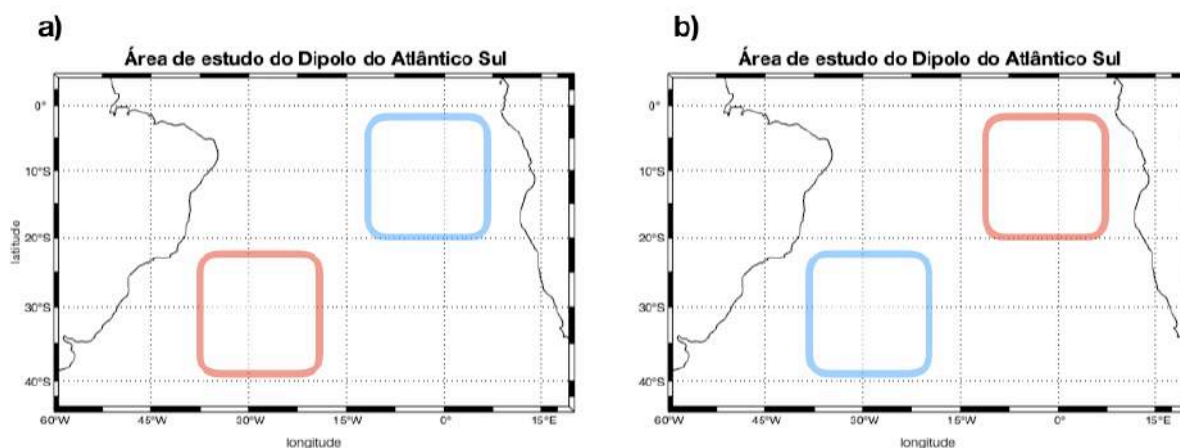 a)
Área de estudo do Dipolo do Atlântico Sul
0°
10°S
20°S
30°S
40°S
latitude
60°W
45°W
30°W
15°W
0°
15°E
longitude
b)
Área de estudo do Dipolo do Atlântico Sul
0°
10°S
20°S
30°S
40°S
60°W
45°W
30°W
15°W
0°
15°E
longitude